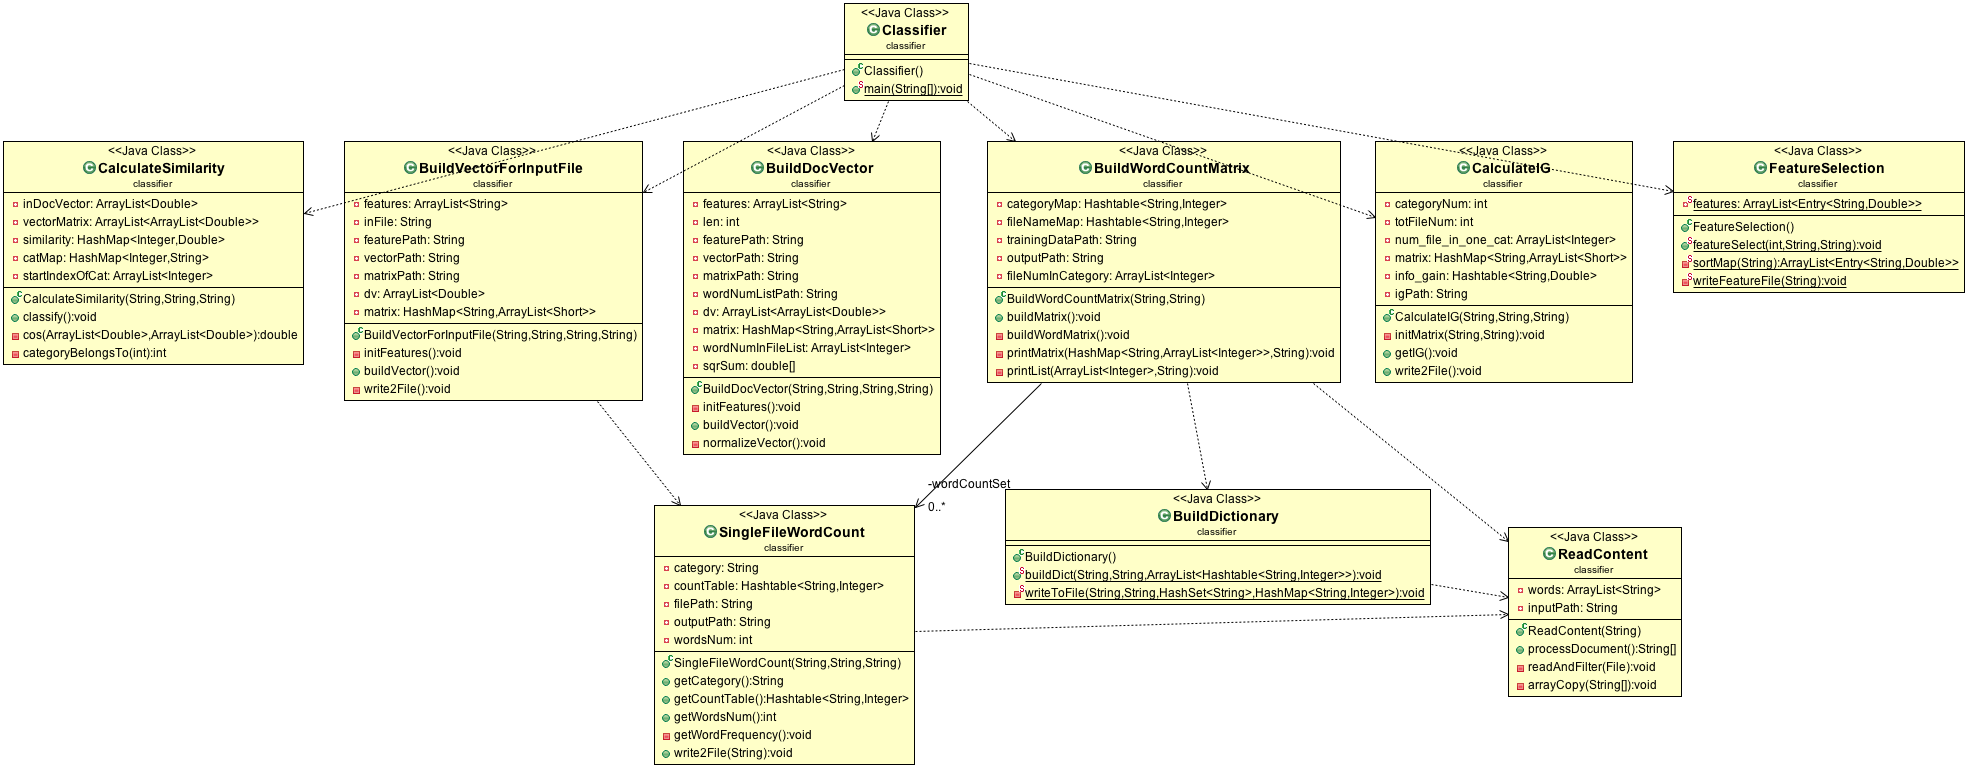 <<Java Class>>
Classifier
classifier
Classifier()
main(String[]):void
<<Java Class>>
CalculateSimilarity
classifier
inDocVector: ArrayList<Double>
vectorMatrix: ArrayList<ArrayList<Double>>
similarity: HashMap<Integer,Double>
catMap: HashMap<Integer,String>
startIndexOfCat: ArrayList<Integer>
CalculateSimilarity(String,String,String)
classify():void
cos(ArrayList<Double>,ArrayList<Double>):double
categoryBelongsTo(int):int
<<Java Class>>
BuildVectorForInputFile
classifier
features: ArrayList<String>
inFile: String
featurePath: String
vectorPath: String
matrixPath: String
dv: ArrayList<Double>
matrix: HashMap<String,ArrayList<Short>>
BuildVectorForInputFile(String,String,String,String)
initFeatures():void
buildVector():void
write2File():void
<<Java Class>>
BuildDocVector
classifier
features: ArrayList<String>
len: int
featurePath: String
vectorPath: String
matrixPath: String
wordNumListPath: String
dv: ArrayList<ArrayList<Double>>
matrix: HashMap<String,ArrayList<Short>>
wordNumInFileList: ArrayList<Integer>
sqrSum: double[]
BuildDocVector(String,String,String,String)
initFeatures():void
buildVector():void
normalizeVector():void
<<Java Class>>
BuildWordCountMatrix
classifier
categoryMap: Hashtable<String,Integer>
fileNameMap: Hashtable<String,Integer>
trainingDataPath: String
outputPath: String
fileNumInCategory: ArrayList<Integer>
BuildWordCountMatrix(String,String)
buildMatrix():void
buildWordMatrix():void
printMatrix(HashMap<String,ArrayList<Integer>>,String):void
printList(ArrayList<Integer>,String):void
<<Java Class>>
CalculateIG
classifier
categoryNum: int
totFileNum: int
num_file_in_one_cat: ArrayList<Integer>
matrix: HashMap<String,ArrayList<Short>>
info_gain: Hashtable<String,Double>
igPath: String
CalculateIG(String,String,String)
initMatrix(String,String):void
getIG():void
write2File():void
<<Java Class>>
FeatureSelection
classifier
features: ArrayList<Entry<String,Double>>
FeatureSelection()
featureSelect(int,String,String):void
sortMap(String):ArrayList<Entry<String,Double>>
writeFeatureFile(String):void
-wordCountSet
0..*
<<Java Class>>
SingleFileWordCount
classifier
category: String
countTable: Hashtable<String,Integer>
filePath: String
outputPath: String
wordsNum: int
SingleFileWordCount(String,String,String)
getCategory():String
getCountTable():Hashtable<String,Integer>
getWordsNum():int
getWordFrequency():void
write2File(String):void
<<Java Class>>
BuildDictionary
classifier
BuildDictionary()
buildDict(String,String,ArrayList<Hashtable<String,Integer>>):void
writeToFile(String,String,HashSet<String>,HashMap<String,Integer>):void
<<Java Class>>
ReadContent
classifier
words: ArrayList<String>
inputPath: String
ReadContent(String)
processDocument():String[]
readAndFilter(File):void
arrayCopy(String[]):void